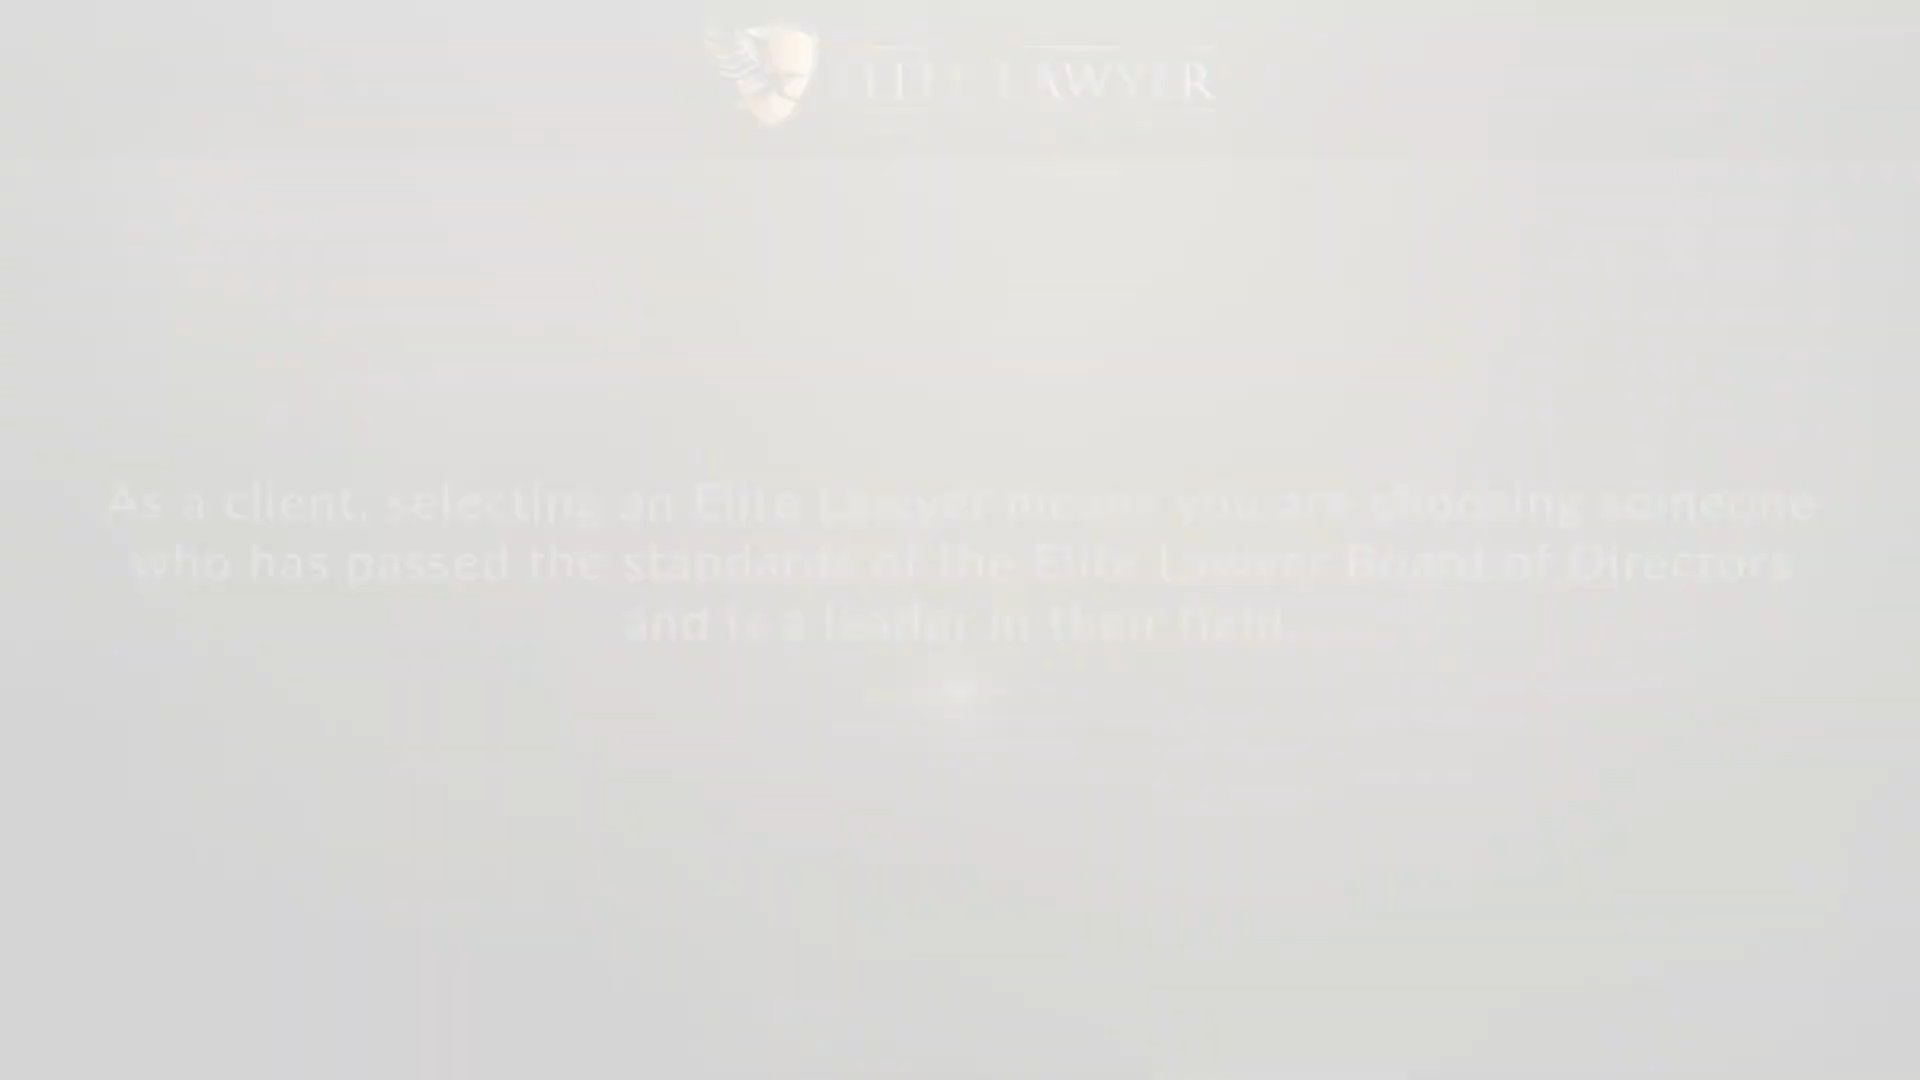 ELITE LAWYER
As a client, selecting an Elite Lawyer means you are choosing someone
who has passed the standards of the Elite Lawyer Board of Directors
and is a leader in their field.